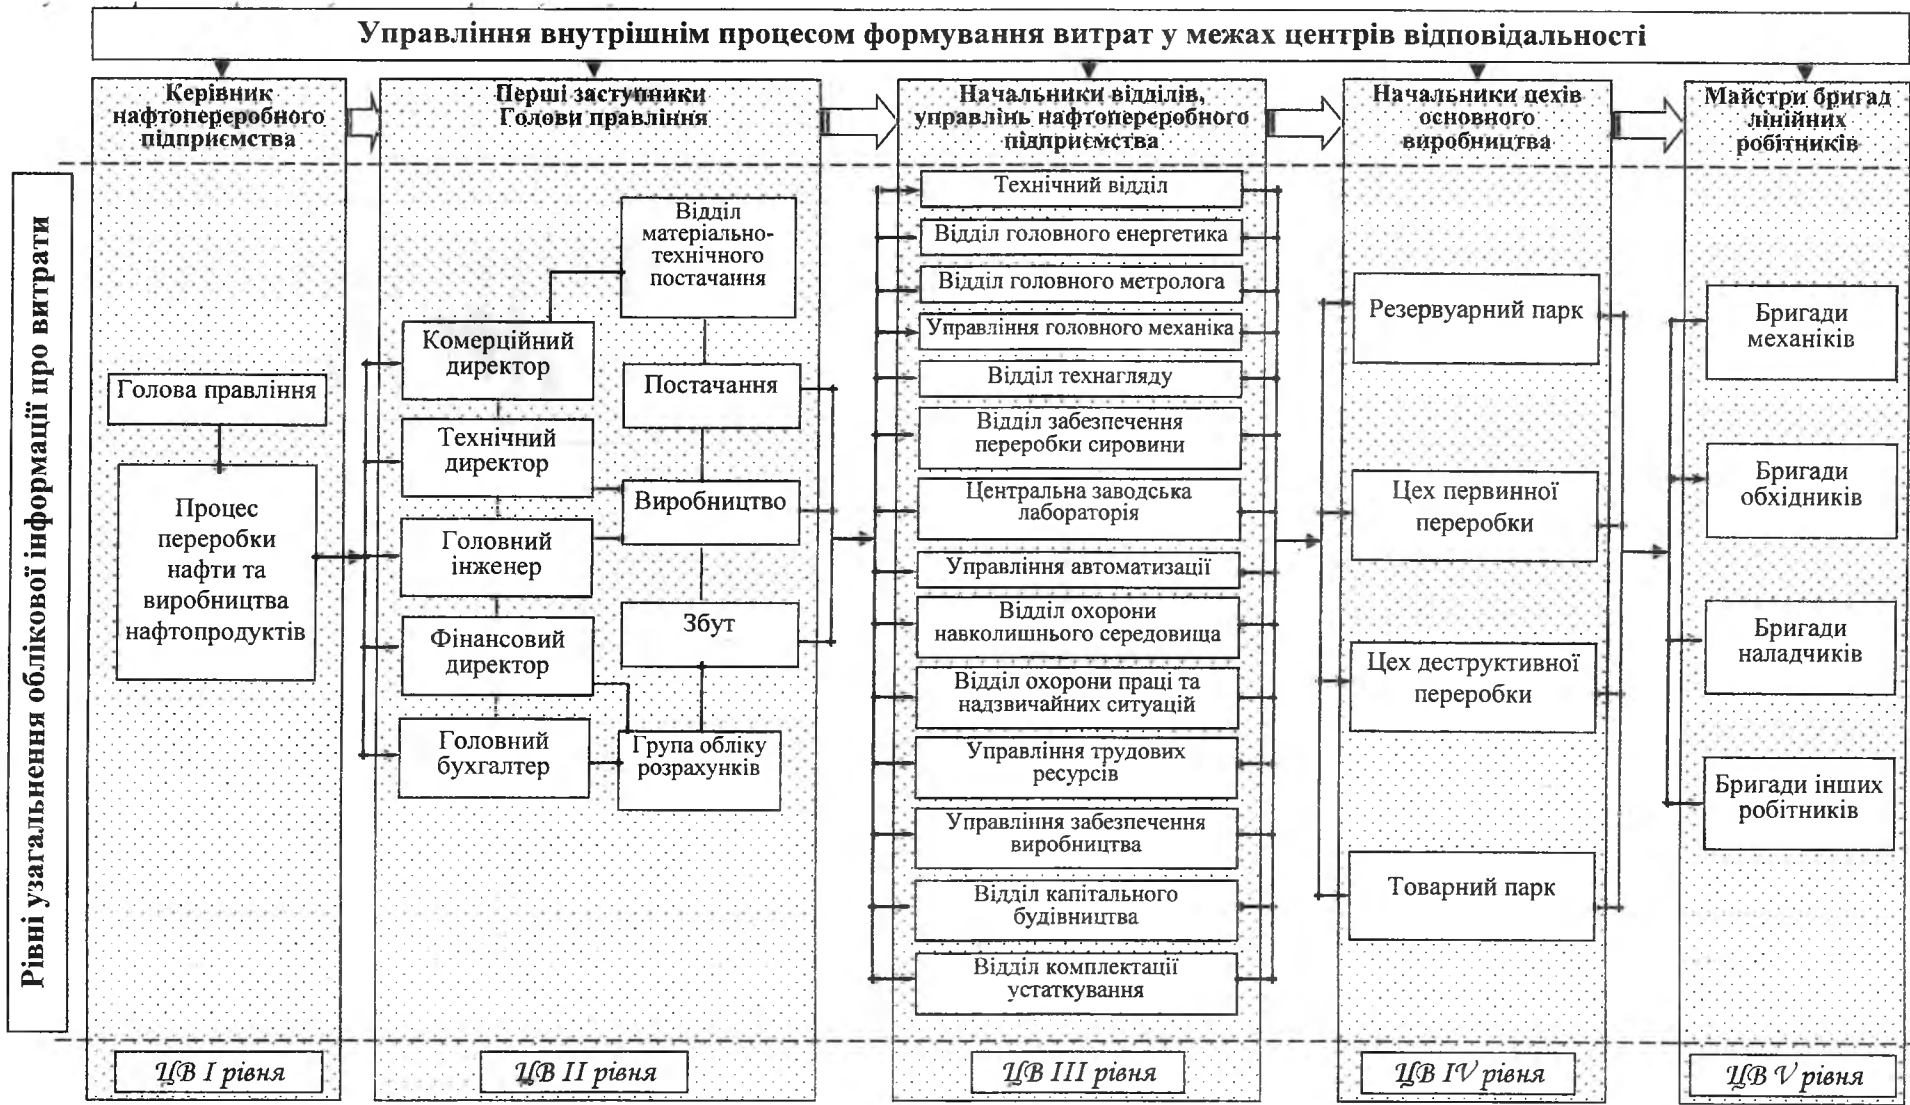 Управління внутрішнім процесом формування витрат у межах центрів відповідальності
Рівні узагальнення облікової інформації про витрати
Керівник
нафтопереробного
підприємства
Голова правління
Процес
переробки
нафти та
виробництва
нафтопродуктів
ЦВ I рівня
Перші заступники
Голови правління
Комерційний
директор
Технічний
директор
Головний
інженер
Фінансовий
директор
Головний
бухгалтер
Відділ
матеріально-
технічного
постачання
Постачання
Виробництво
Збут
Група обліку
розрахунків
ЦВ II рівня
Начальники відділів,
управлінь нафтопереробного
підприємства
Технічний відділ
Відділ головного енергетика
Відділ головного метролога
Управління головного механіка
Відділ технагляду
Відділ забезпечення
переробки сировини
Центральна заводська
лабораторія
Управління автоматизації
Відділ охорони
навколишнього середовища
Відділ охорони праці та
надзвичайних ситуацій
Управління трудових
ресурсів
Управління забезпечення
виробництва
Відділ капітального
будівництва
Відділ комплектації
устаткування
ЦВ III рівня
Начальники цехів
основного
виробництва
Резервуарний парк
Цех первинної
переробки
Цех деструктивної
переробки
Товарний парк
ЦВ IV рівня
Майстри бригад
лінійних
робітників
Бригади
механіків
Бригади
обхідників
Бригади
наладчиків
Бригади інших
робітників
ЦВ V рівня